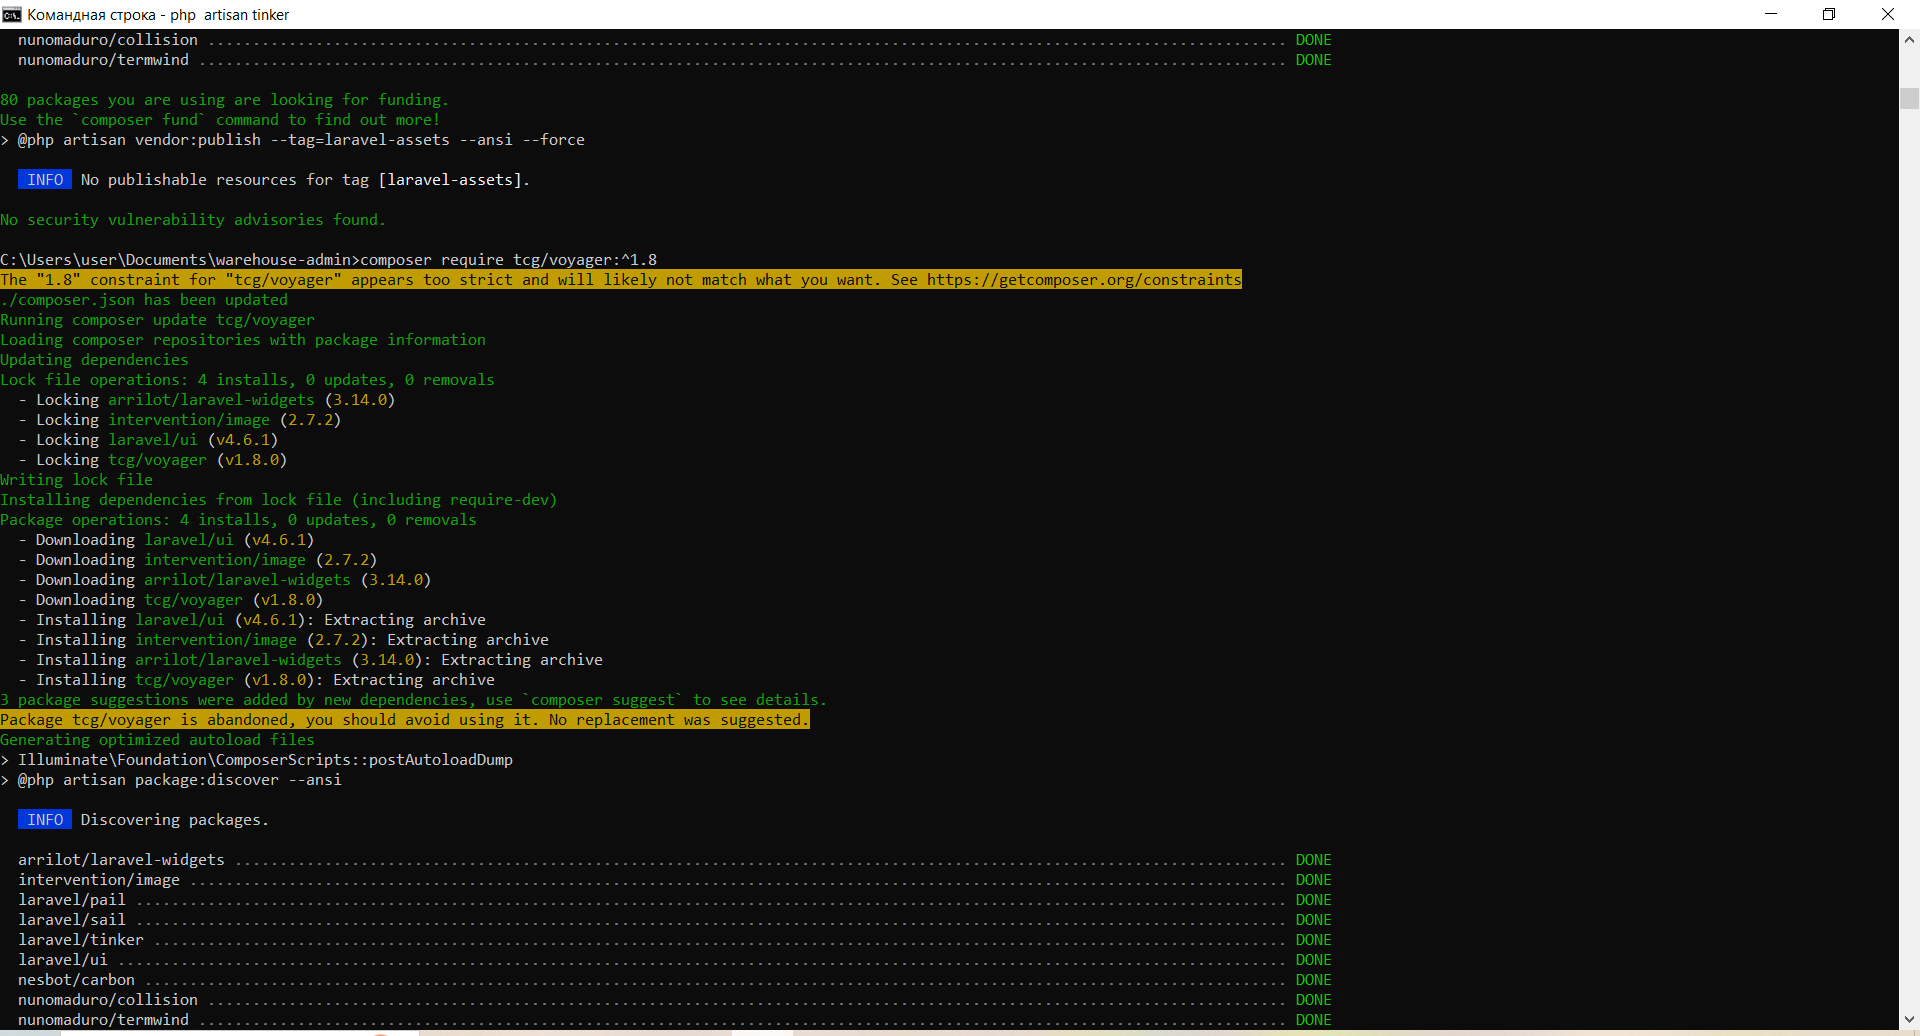 Командная строка - php  artisan tinker
nunomaduro/collision ........................................................................................................................ DONE
nunomaduro/termwind ......................................................................................................................... DONE
80 packages you are using are looking for funding.
Use the `composer fund` command to find out more!
> @php artisan vendor:publish --tag=laravel-assets --ansi --force
INFO  No publishable resources for tag [laravel-assets].
No security vulnerability advisories found.
C:\Users\user\Documents\warehouse-admin>composer require tcg/voyager:^1.8
The "1.8" constraint for "tcg/voyager" appears too strict and will likely not match what you want. See https://getcomposer.org/constraints
./composer.json has been updated
Running composer update tcg/voyager
Loading composer repositories with package information
Updating dependencies
Lock file operations: 4 installs, 0 updates, 0 removals
- Locking arrilot/laravel-widgets (3.14.0)
- Locking intervention/image (2.7.2)
- Locking laravel/ui (v4.6.1)
- Locking tcg/voyager (v1.8.0)
Writing lock file
Installing dependencies from lock file (including require-dev)
Package operations: 4 installs, 0 updates, 0 removals
- Downloading laravel/ui (v4.6.1)
- Downloading intervention/image (2.7.2)
- Downloading arrilot/laravel-widgets (3.14.0)
- Downloading tcg/voyager (v1.8.0)
- Installing laravel/ui (v4.6.1): Extracting archive
- Installing intervention/image (2.7.2): Extracting archive
- Installing arrilot/laravel-widgets (3.14.0): Extracting archive
- Installing tcg/voyager (v1.8.0): Extracting archive
3 package suggestions were added by new dependencies, use `composer suggest` to see details.
Package tcg/voyager is abandoned, you should avoid using it. No replacement was suggested.
Generating optimized autoload files
> Illuminate\Foundation\ComposerScripts::postAutoloadDump
> @php artisan package:discover --ansi
INFO  Discovering packages.
arrilot/laravel-widgets ..................................................................................................................... DONE
intervention/image .......................................................................................................................... DONE
laravel/pail ................................................................................................................................ DONE
laravel/sail ................................................................................................................................ DONE
laravel/tinker .............................................................................................................................. DONE
laravel/ui .................................................................................................................................. DONE
nesbot/carbon ............................................................................................................................... DONE
nunomaduro/collision ........................................................................................................................ DONE
nunomaduro/termwind ......................................................................................................................... DONE